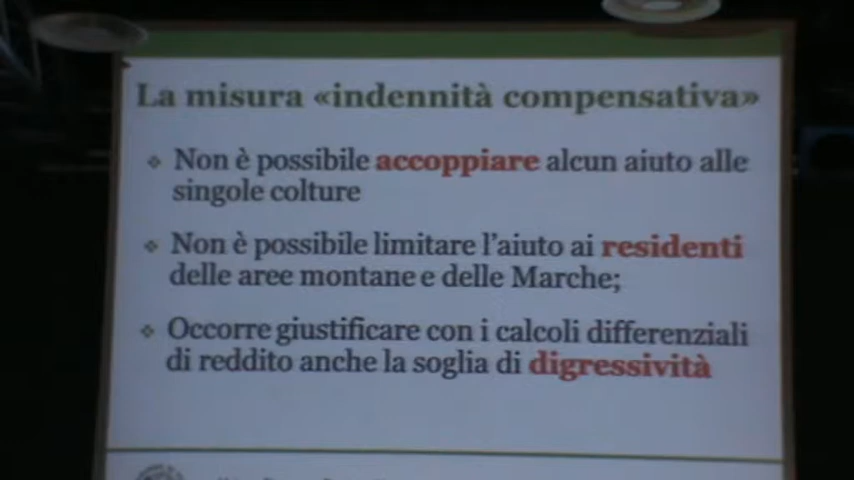 La misura «indennità compensativa»
Non è possibile accoppiare alcun aiuto alle
singole colture
Non è possibile limitare l'aiuto ai residenti
delle aree montane e delle Marche;
Occorre giustificare con i calcoli differenziali
di reddito anche la soglia di digressività